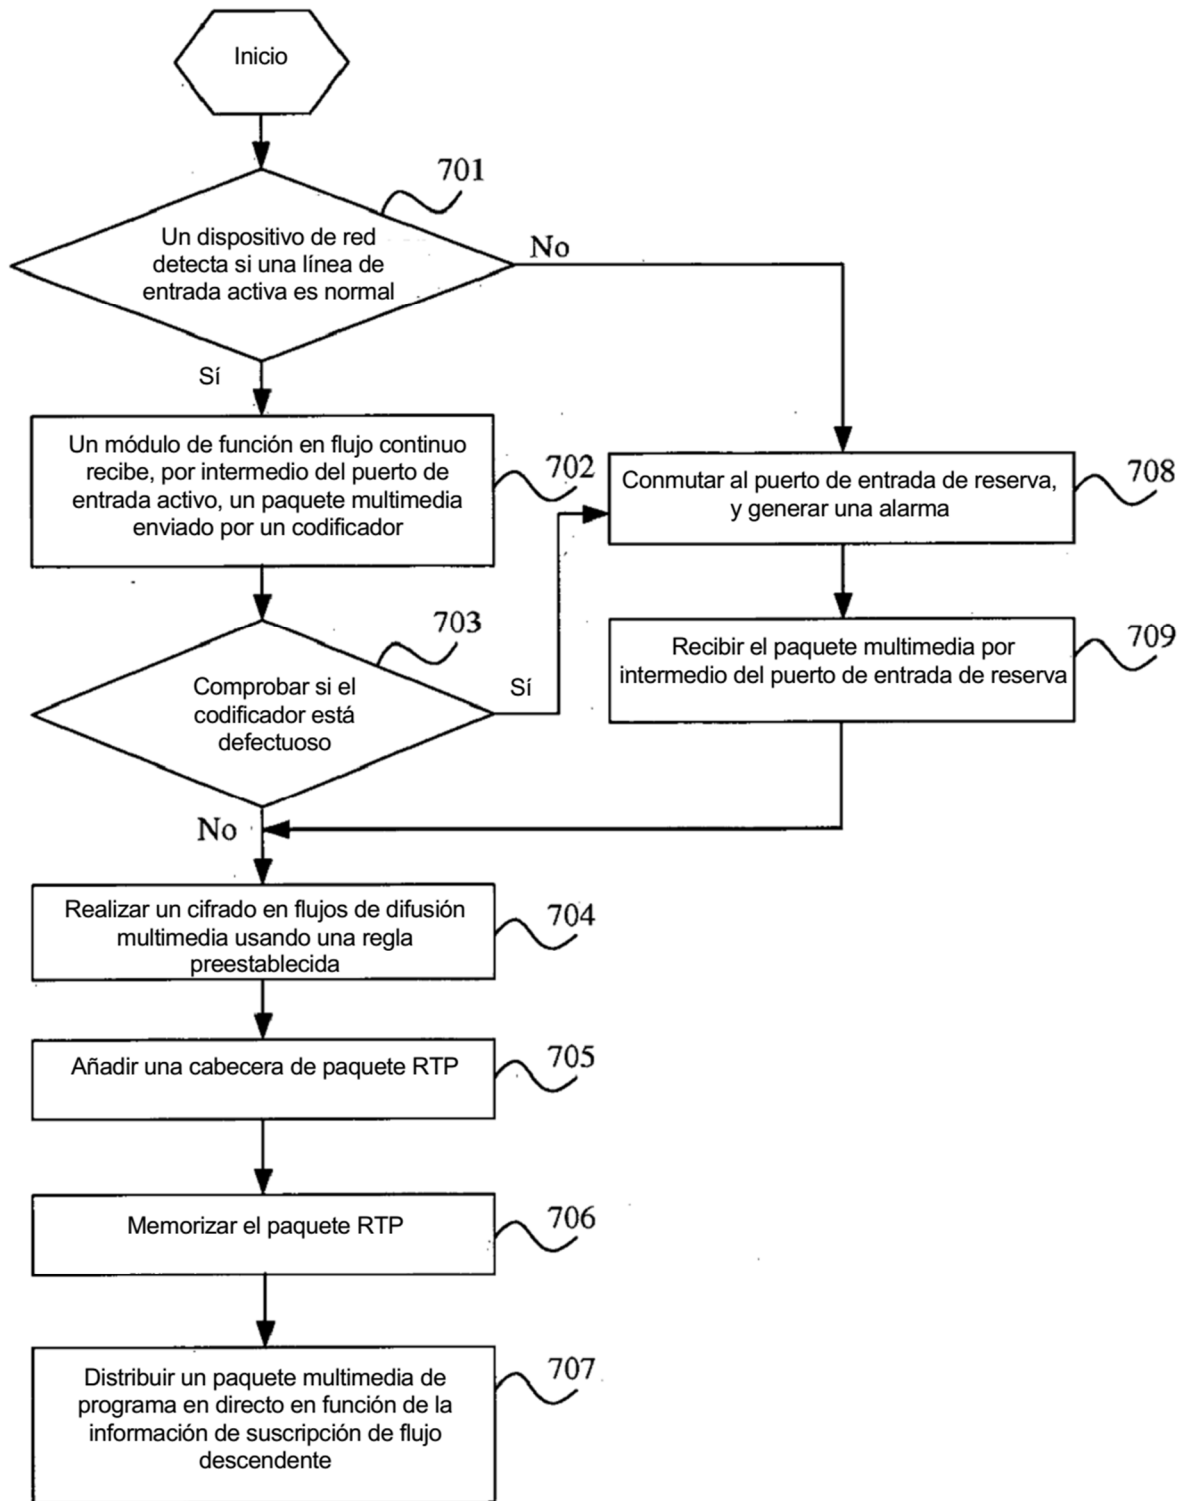 Inicio
701
Un dispositivo de red
detecta si una línea de
entrada activa es normal
No
Sí
Un módulo de función en flujo continuo
recibe, por intermedio del puerto de
entrada activo, un paquete multimedia
enviado por un codificador
702
Conmutar al puerto de entrada de reserva,
y generar una alarma
708
703
Comprobar si el
codificador está
defectuoso
Sí
Recibir el paquete multimedia por
intermedio del puerto de entrada de reserva
709
No
Realizar un cifrado en flujos de difusión
multimedia usando una regla
preestablecida
704
Añadir una cabecera de paquete RTP
705
Memorizar el paquete RTP
706
Distribuir un paquete multimedia de
programa en directo en función de la
información de suscripción de flujo
descendente
707